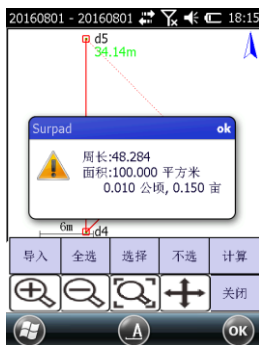 20160801 - 20160801 18:15
d5
34.14m
Surpad ok
周长:48.284
面积:100.000 平方米
0.010 公顷, 0.150 亩
6m d4
导入 全选 选择 不选 计算
关闭
A OK